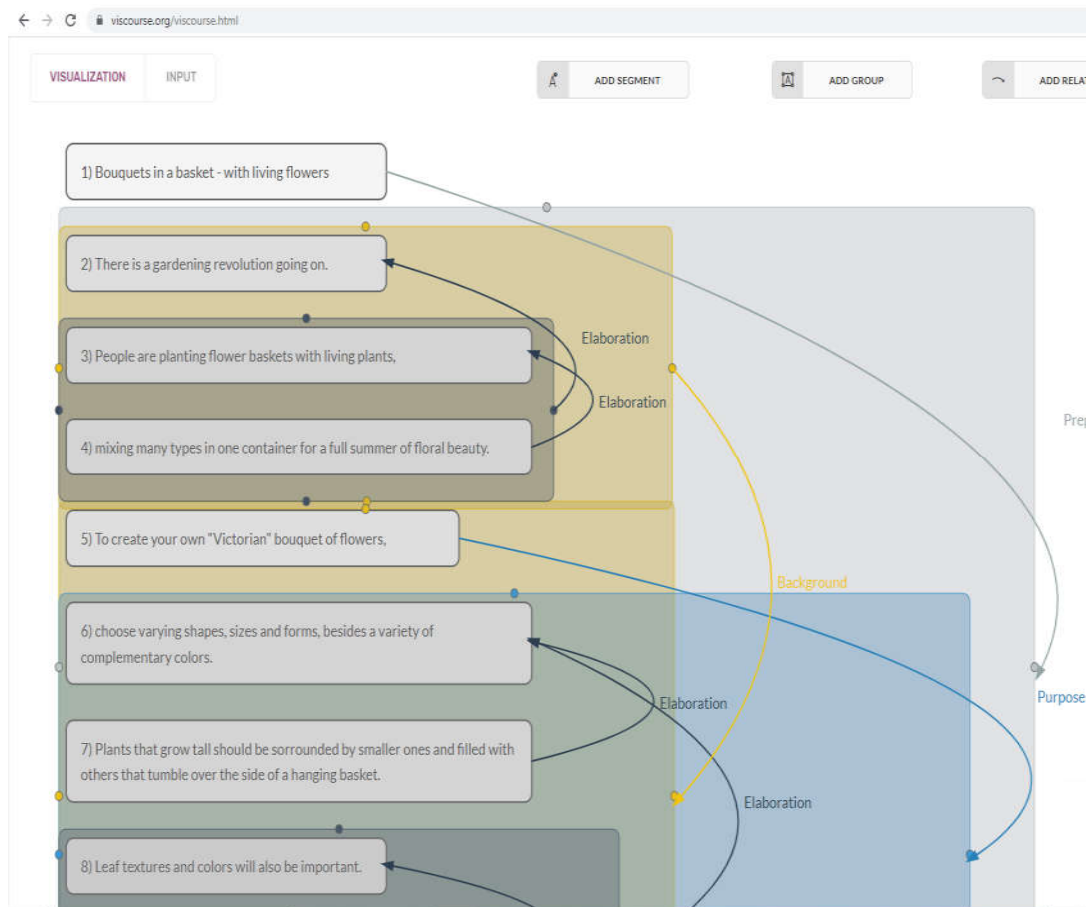 viscourse.org/viscourse.html
VISUALIZATION INPUT ADD SEGMENT ADD GROUP ADD RELAT
1) Bouquets in a basket - with living flowers
2) There is a gardening revolution going on.
Elaboration
3) People are planting flower baskets with living plants,
Elaboration
Prep
4) mixing many types in one container for a full summer of floral beauty.
5) To create your own "Victorian" bouquet of flowers,
Background
6) choose varying shapes, sizes and forms, besides a variety of
complementary colors.
Purpose
Elaboration
7) Plants that grow tall should be sorrounded by smaller ones and filled with
others that tumble over the side of a hanging basket.
Elaboration
8) Leaf textures and colors will also be important.